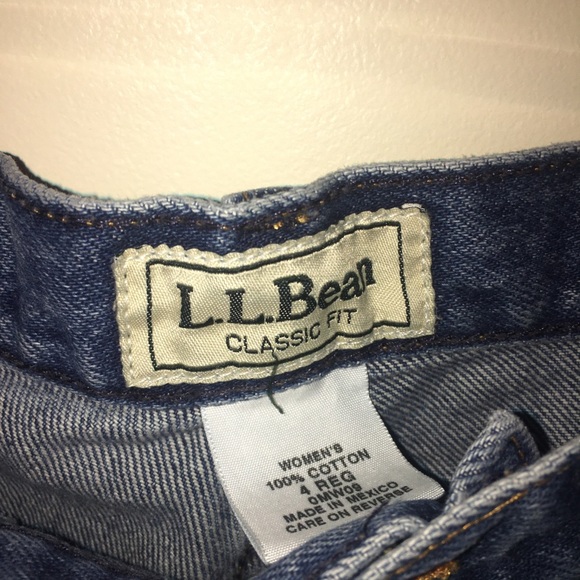 L.L.Bean
CLASSIC FIT
WOMEN'S
100% COTTON
4 REG
0MW09
MADE IN MEXICO
CARE ON REVERSE